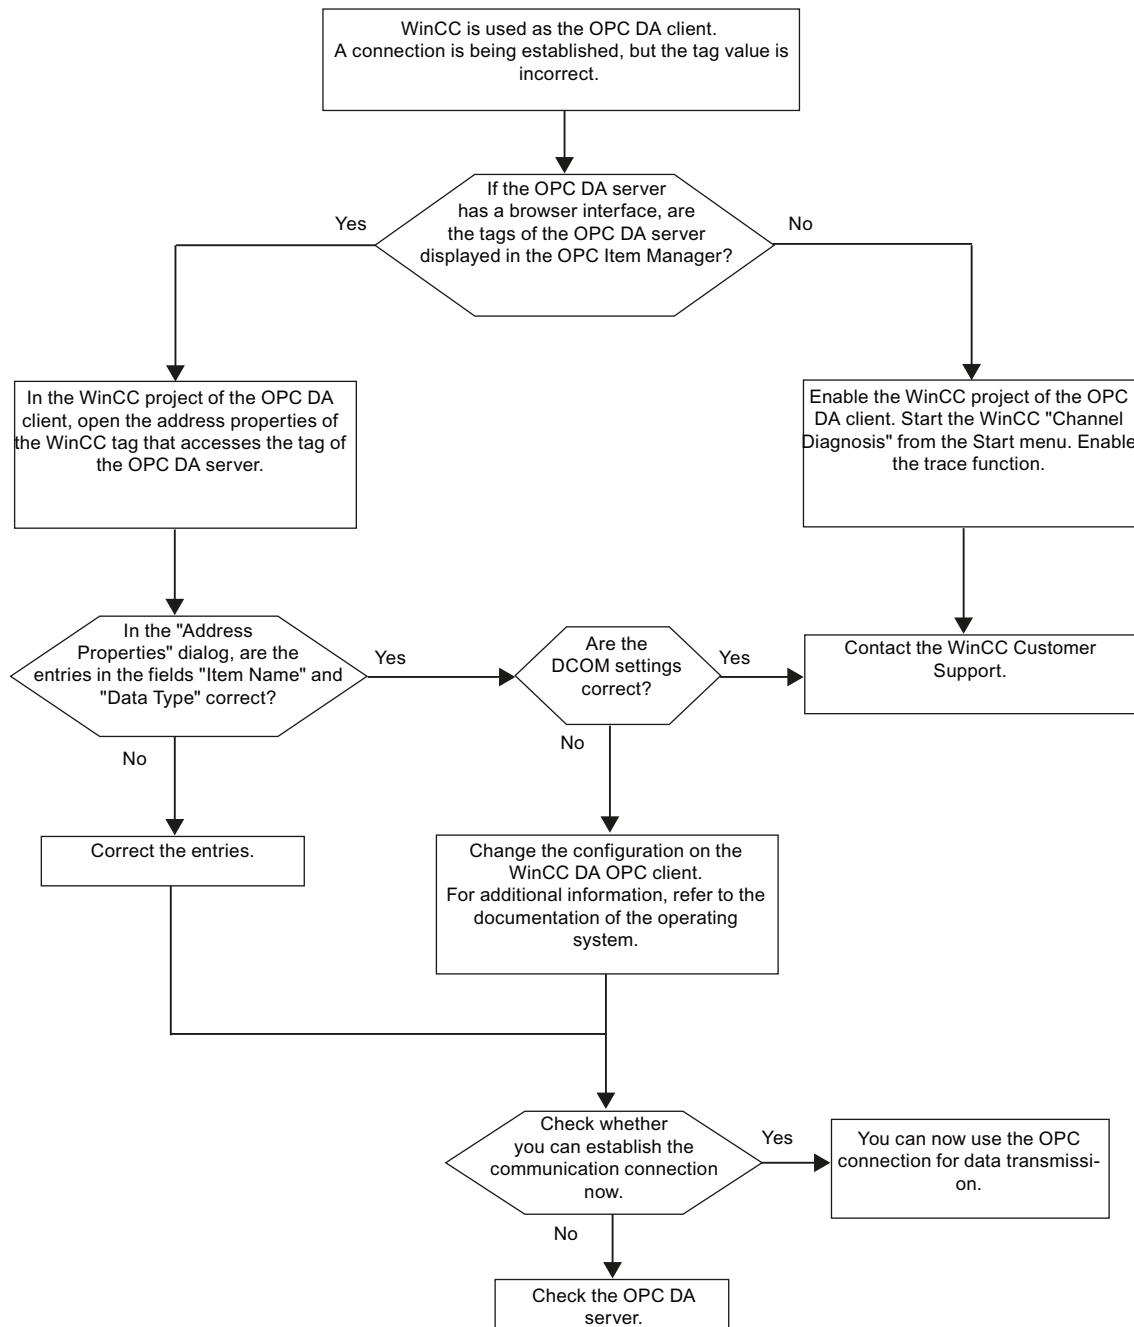 WinCC is used as the OPC DA client.
A connection is being established, but the tag value is
incorrect.
If the OPC DA server
has a browser interface, are
the tags of the OPC DA server
displayed in the OPC Item Manager?
Yes
No
In the WinCC project of the OPC DA
client, open the address properties of
the WinCC tag that accesses the tag of
the OPC DA server.
Enable the WinCC project of the OPC
DA client. Start the WinCC "Channel
Diagnosis" from the Start menu. Enable
the trace function.
In the "Address
Properties" dialog, are the
entries in the fields "Item Name" and
"Data Type" correct?
Yes
Are the
DCOM settings
correct?
Yes
Contact the WinCC Customer
Support.
No
No
Correct the entries.
Change the configuration on the
WinCC DA OPC client.
For additional information, refer to the
documentation of the operating
system.
Check whether
you can establish the
communication connection
now.
Yes
You can now use the OPC
connection for data transmissi-
on.
No
Check the OPC DA
server.